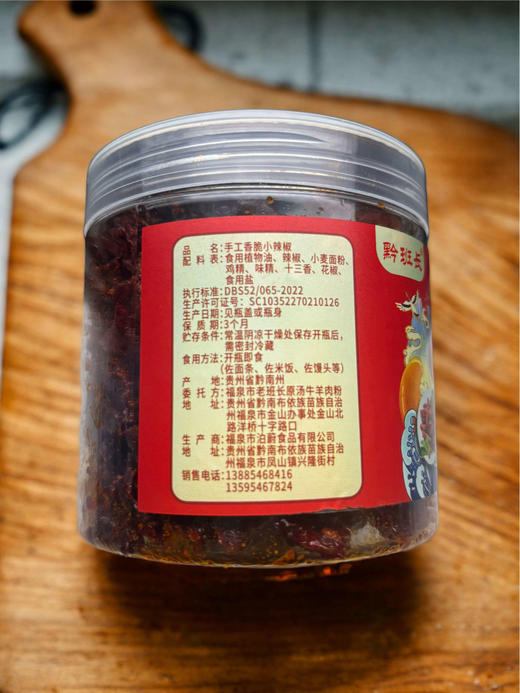 品 名:手工香脆小辣椒
配 料 表:食用植物油、辣椒、小麦面粉、
鸡精、味精、十三香、花椒、
食用盐
执行标准:DBS52/065-2022
生产许可证号: SC10352270210126
生产日期:见瓶盖或瓶身
保 质 期:3个月
贮存条件:常温阴凉干燥处保存开瓶后,
需密封冷藏
食用方法:开瓶即食
(佐面条、佐米饭、佐馒头等)
产 地:贵州省黔南州
委 托 方:福泉市老班长原汤牛羊肉粉
地 址:贵州省黔南布依族苗族自治
州福泉市金山办事处金山北
路洋桥十字路口
生 产 商:福泉市泊蔚食品有限公司
地 址:贵州省黔南布依族苗族自治
州福泉市凤山镇兴隆街村
销售电话:13885468416
13595467824
黔班长